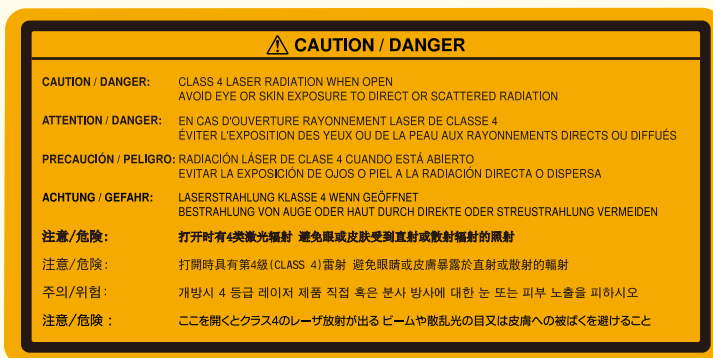 ⚠ CAUTION / DANGER
CAUTION / DANGER: CLASS 4 LASER RADIATION WHEN OPEN
AVOID EYE OR SKIN EXPOSURE TO DIRECT OR SCATTERED RADIATION
ATTENTION / DANGER: EN CAS D'OUVERTURE RAYONNEMENT LASER DE CLASSE 4
ÉVITER L'EXPOSITION DES YEUX OU DE LA PEAU AUX RAYONNEMENTS DIRECTS OU DIFFUÉS
PRECAUCIÓN / PELIGRO: RADIACIÓN LÁSER DE CLASE 4 CUANDO ESTÁ ABIERTO
EVITAR LA EXPOSICIÓN DE OJOS O PIEL A LA RADIACIÓN DIRECTA O DISPERSA
ACHTUNG / GEFAHR: LASERSTRAHLUNG KLASSE 4 WENN GEÖFFNET
BESTRAHLUNG VON AUGE ODER HAUT DURCH DIREKTE ODER STREUSTRAHLUNG VERMEIDEN
注意/危险: 打开时有4类激光辐射 避免眼或皮肤受到直射或散射辐射的照射
注意/危險: 打開時具有第4級(CLASS 4)雷射 避免眼睛或皮膚暴露於直射或散射的輻射
주의/위험: 개방시 4 등급 레이저 제품 직접 혹은 분사 방사에 대한 눈 또는 피부 노출을 피하시오
注意/危険 : ここを開くとクラス4のレーザ放射が出る ビームや散乱光の目又は皮膚への被ばくを避けること